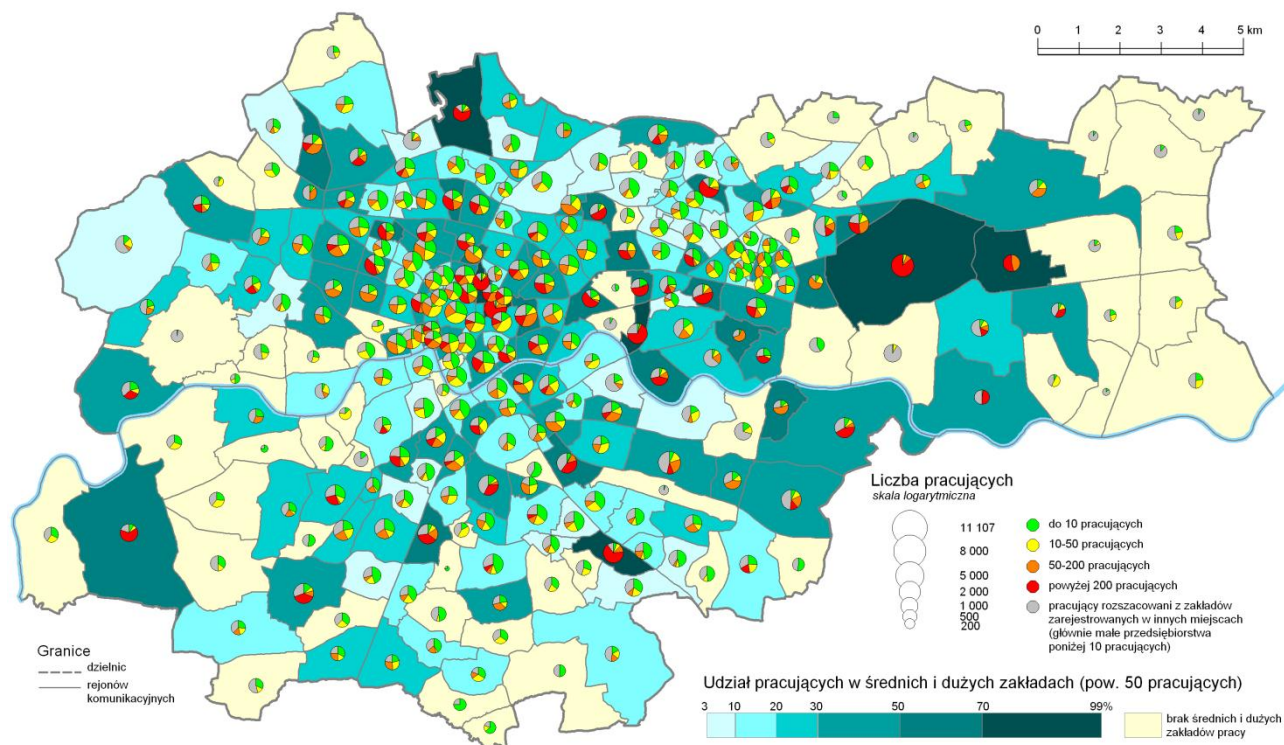 0 1 2 3 4 5 km
Liczba pracujących
skala logarytmiczna
11 107
8 000
5 000
2 000
1 000
500
200
do 10 pracujących
10-50 pracujących
50-200 pracujących
powyżej 200 pracujących
pracujący rozszacowani z zakładów
zarejestrowanych w innych miejscach
(głównie małe przedsiębiorstwa
poniżej 10 pracujących)
Granice
dzielnic
rejonów
komunikacyjnych
Udział pracujących w średnich i dużych zakładach (pow. 50 pracujących)
3 10 20 30 50 70 99%
brak średnich i dużych
zakładów pracy